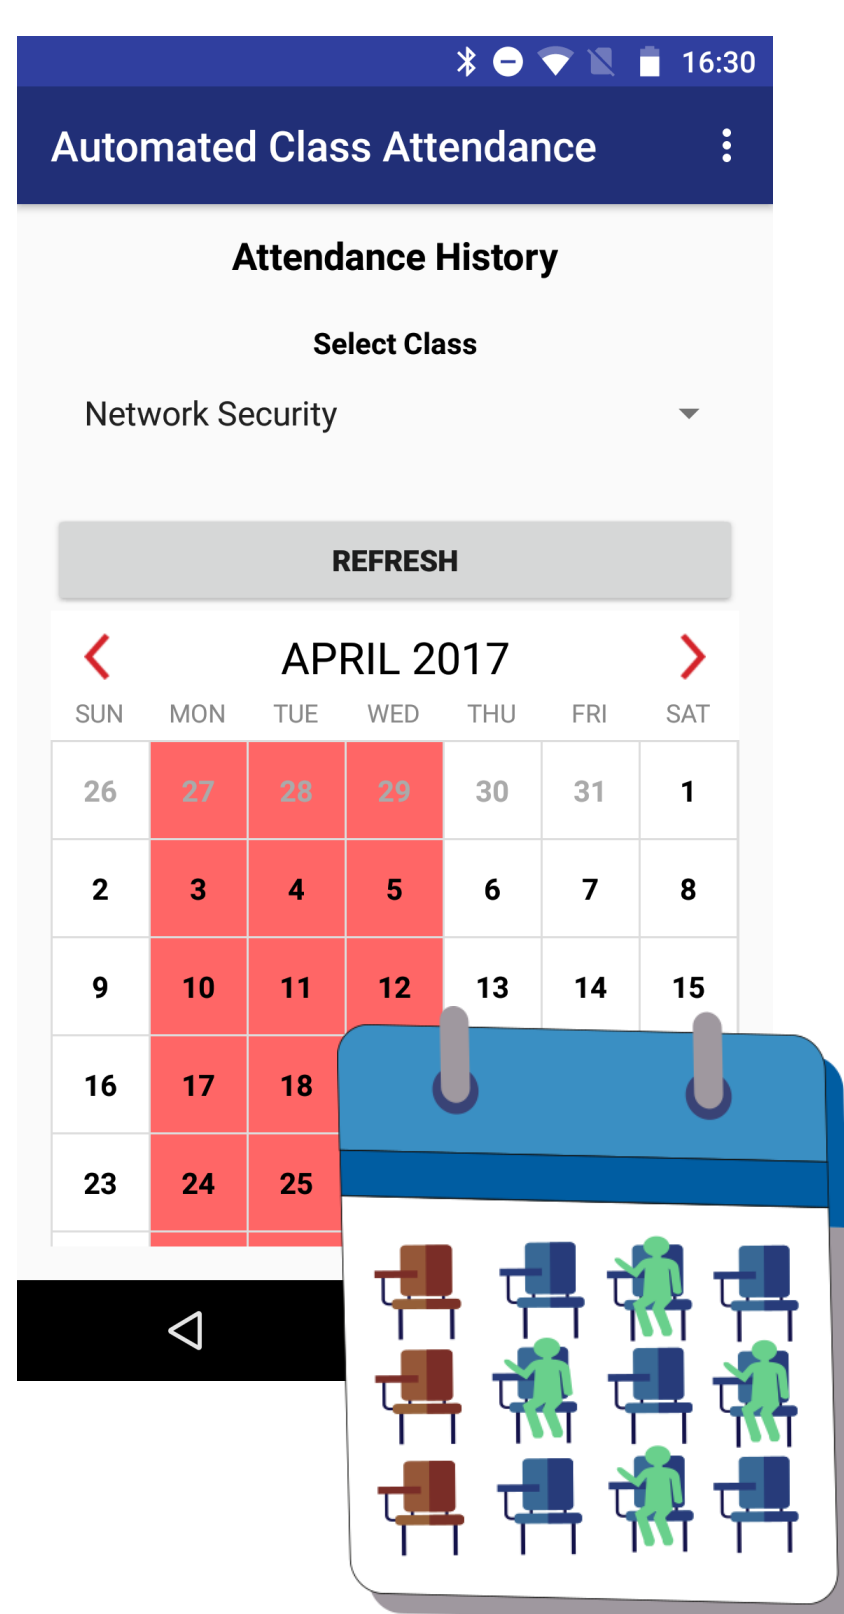 16:30
Automated Class Attendance
Attendance History
Select Class
Network Security
REFRESH
APRIL 2017
SUN MON TUE WED THU FRI SAT
26 27 28 29 30 31 1
2 3 4 5 6 7 8
9 10 11 12 13 14 15
16 17 18
23 24 25